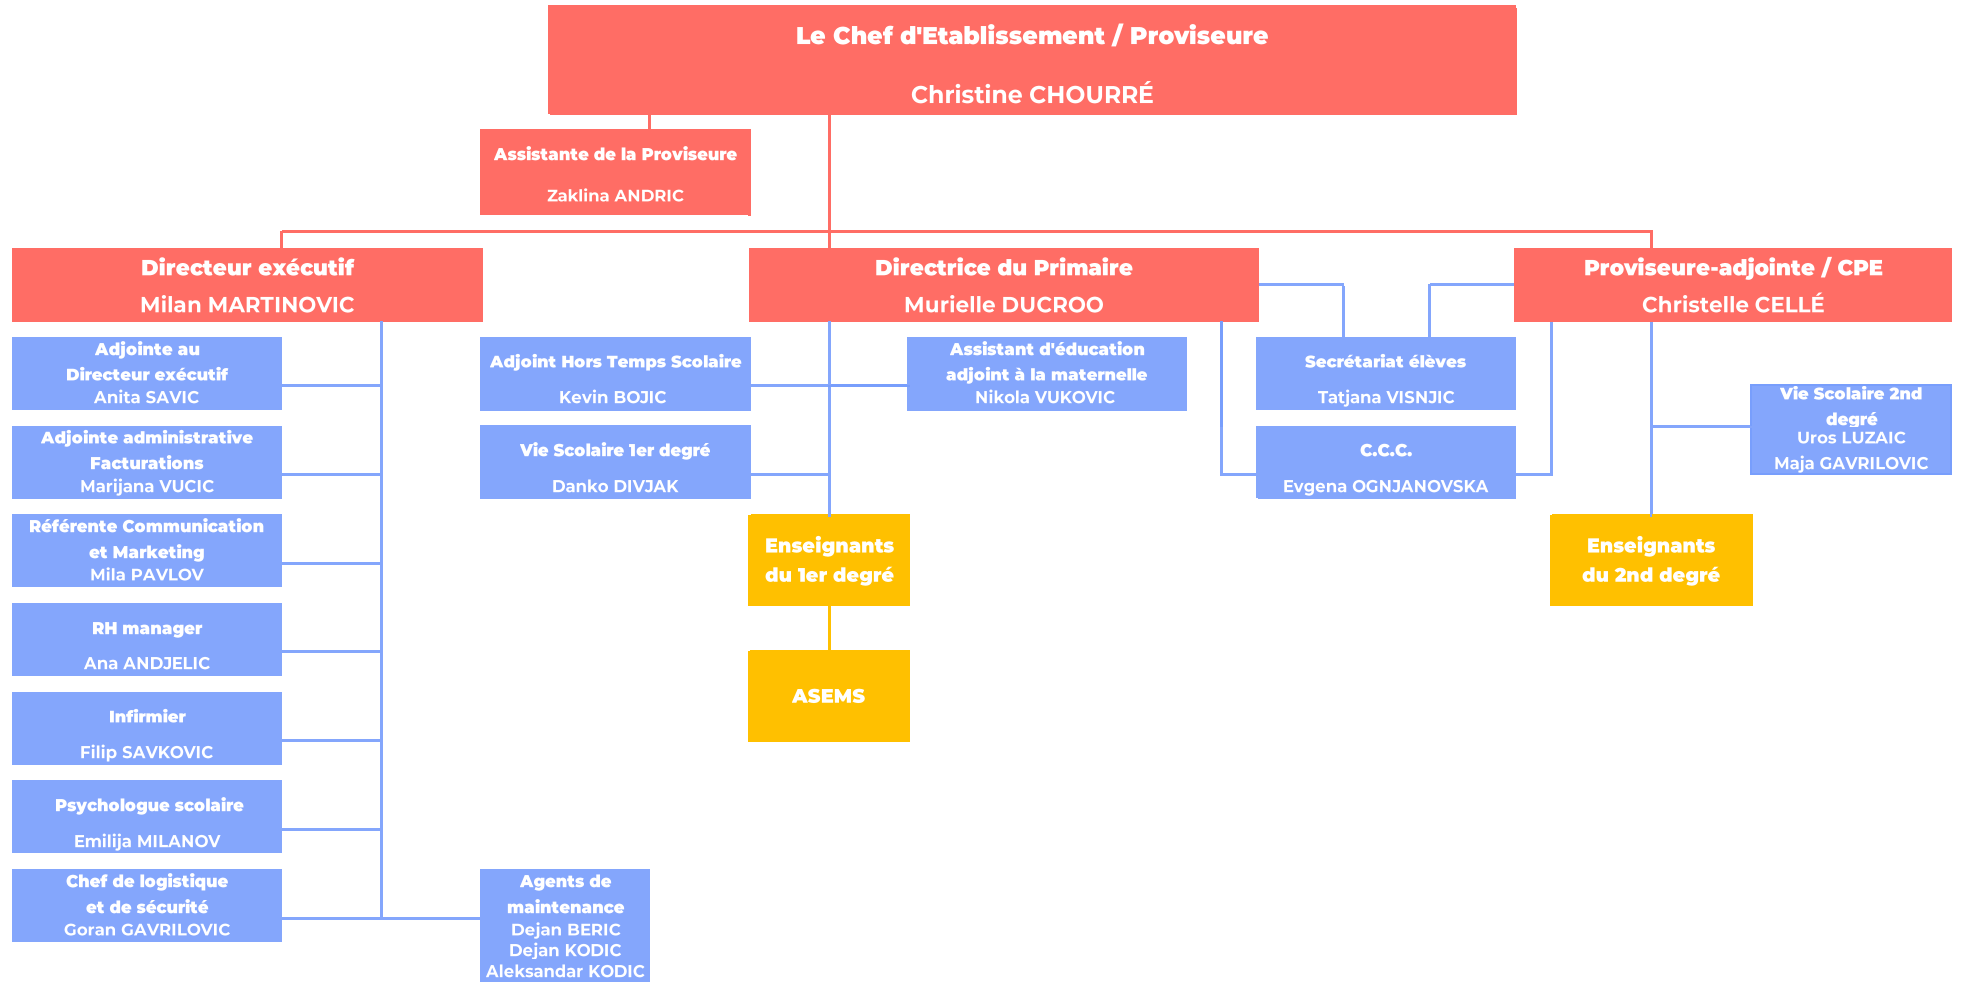 Le Chef d'Etablissement / Proviseure
Christine CHOURRÉ
Assistante de la Proviseure
Zaklina ANDRIC
Directeur exécutif
Milan MARTINOVIC
Directrice du Primaire
Murielle DUCROO
Proviseure-adjointe / CPE
Christelle CELLÉ
Adjointe au
Directeur exécutif
Anita SAVIC
Adjoint Hors Temps Scolaire
Kevin BOJIC
Assistant d'éducation
adjoint à la maternelle
Nikola VUKOVIC
Secrétariat élèves
Tatjana VISNJIC
Vie Scolaire 2nd
degré
Uros LUZAIC
Maja GAVRILOVIC
Adjointe administrative
Facturations
Marijana VUCIC
Vie Scolaire 1er degré
Danko DIVJAK
C.C.C.
Evgena OGNJANOVSKA
Référente Communication
et Marketing
Mila PAVLOV
Enseignants
du 1er degré
Enseignants
du 2nd degré
RH manager
Ana ANDJELIC
ASEMS
Infirmier
Filip SAVKOVIC
Psychologue scolaire
Emilija MILANOV
Chef de logistique
et de sécurité
Goran GAVRILOVIC
Agents de
maintenance
Dejan BERIC
Dejan KODIC
Aleksandar KODIC